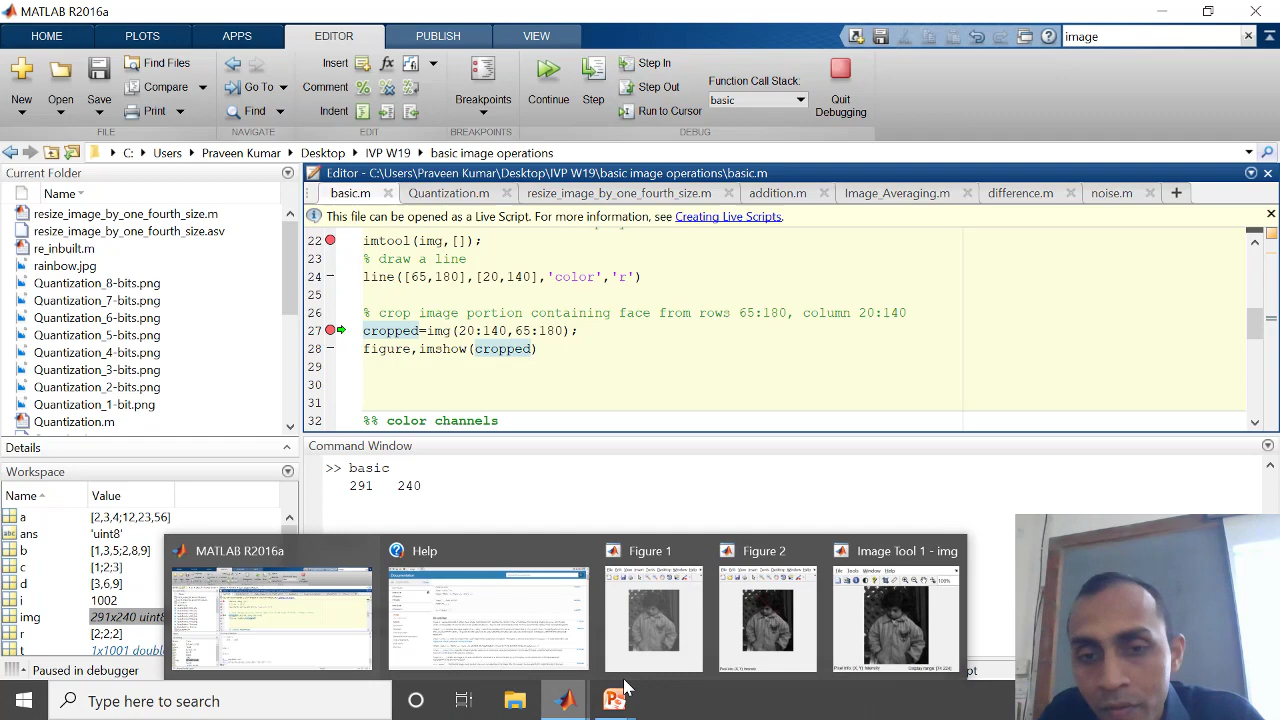 MATLAB R2016a
HOME PLOTS APPS EDITOR PUBLISH VIEW image
New Open Save Find Files Compare Print Go To Find Insert Comment Indent Breakpoints Continue Step Step In Step Out Run to Cursor Function Call Stack: basic Quit Debugging
FILE NAVIGATE EDIT BREAKPOINTS DEBUG
C: Users Praveen Kumar Desktop IVP W19 basic image operations
Current Folder
Name
resize_image_by_one_fourth_size.m
resize_image_by_one_fourth_size.asv
re_inbuilt.m
rainbow.jpg
Quantization_8-bits.png
Quantization_7-bits.png
Quantization_6-bits.png
Quantization_5-bits.png
Quantization_4-bits.png
Quantization_3-bits.png
Quantization_2-bits.png
Quantization_1-bit.png
Quantization.m
Details
Workspace
Name Value
a [2,3,4;12,23,56]
ans 'uint8'
b [1,3,5;2,8,9]
c [1;2;3]
d [3,6,9]
1002
img
r [2;2;2]
1x1001 double
Paused in debugger
Editor - C:\Users\Praveen Kumar\Desktop\IVP W19\basic image operations\basic.m
basic.m Quantization.m resize_image_by_one_fourth_size.m addition.m Image_Averaging.m difference.m noise.m
This file can be opened as a Live Script. For more information, see Creating Live Scripts.
22 imtool(img,[]);
23 % draw a line
24 line([65,180],[20,140],'color','r')
25
26 % crop image portion containing face from rows 65:180, column 20:140
27 cropped=img(20:140,65:180);
28 figure,imshow(cropped)
29
30
31
32 %% color channels
Command Window
>> basic
291 240
MATLAB R2016a Help Figure 1 Figure 2 Image Tool 1 - img
Type here to search